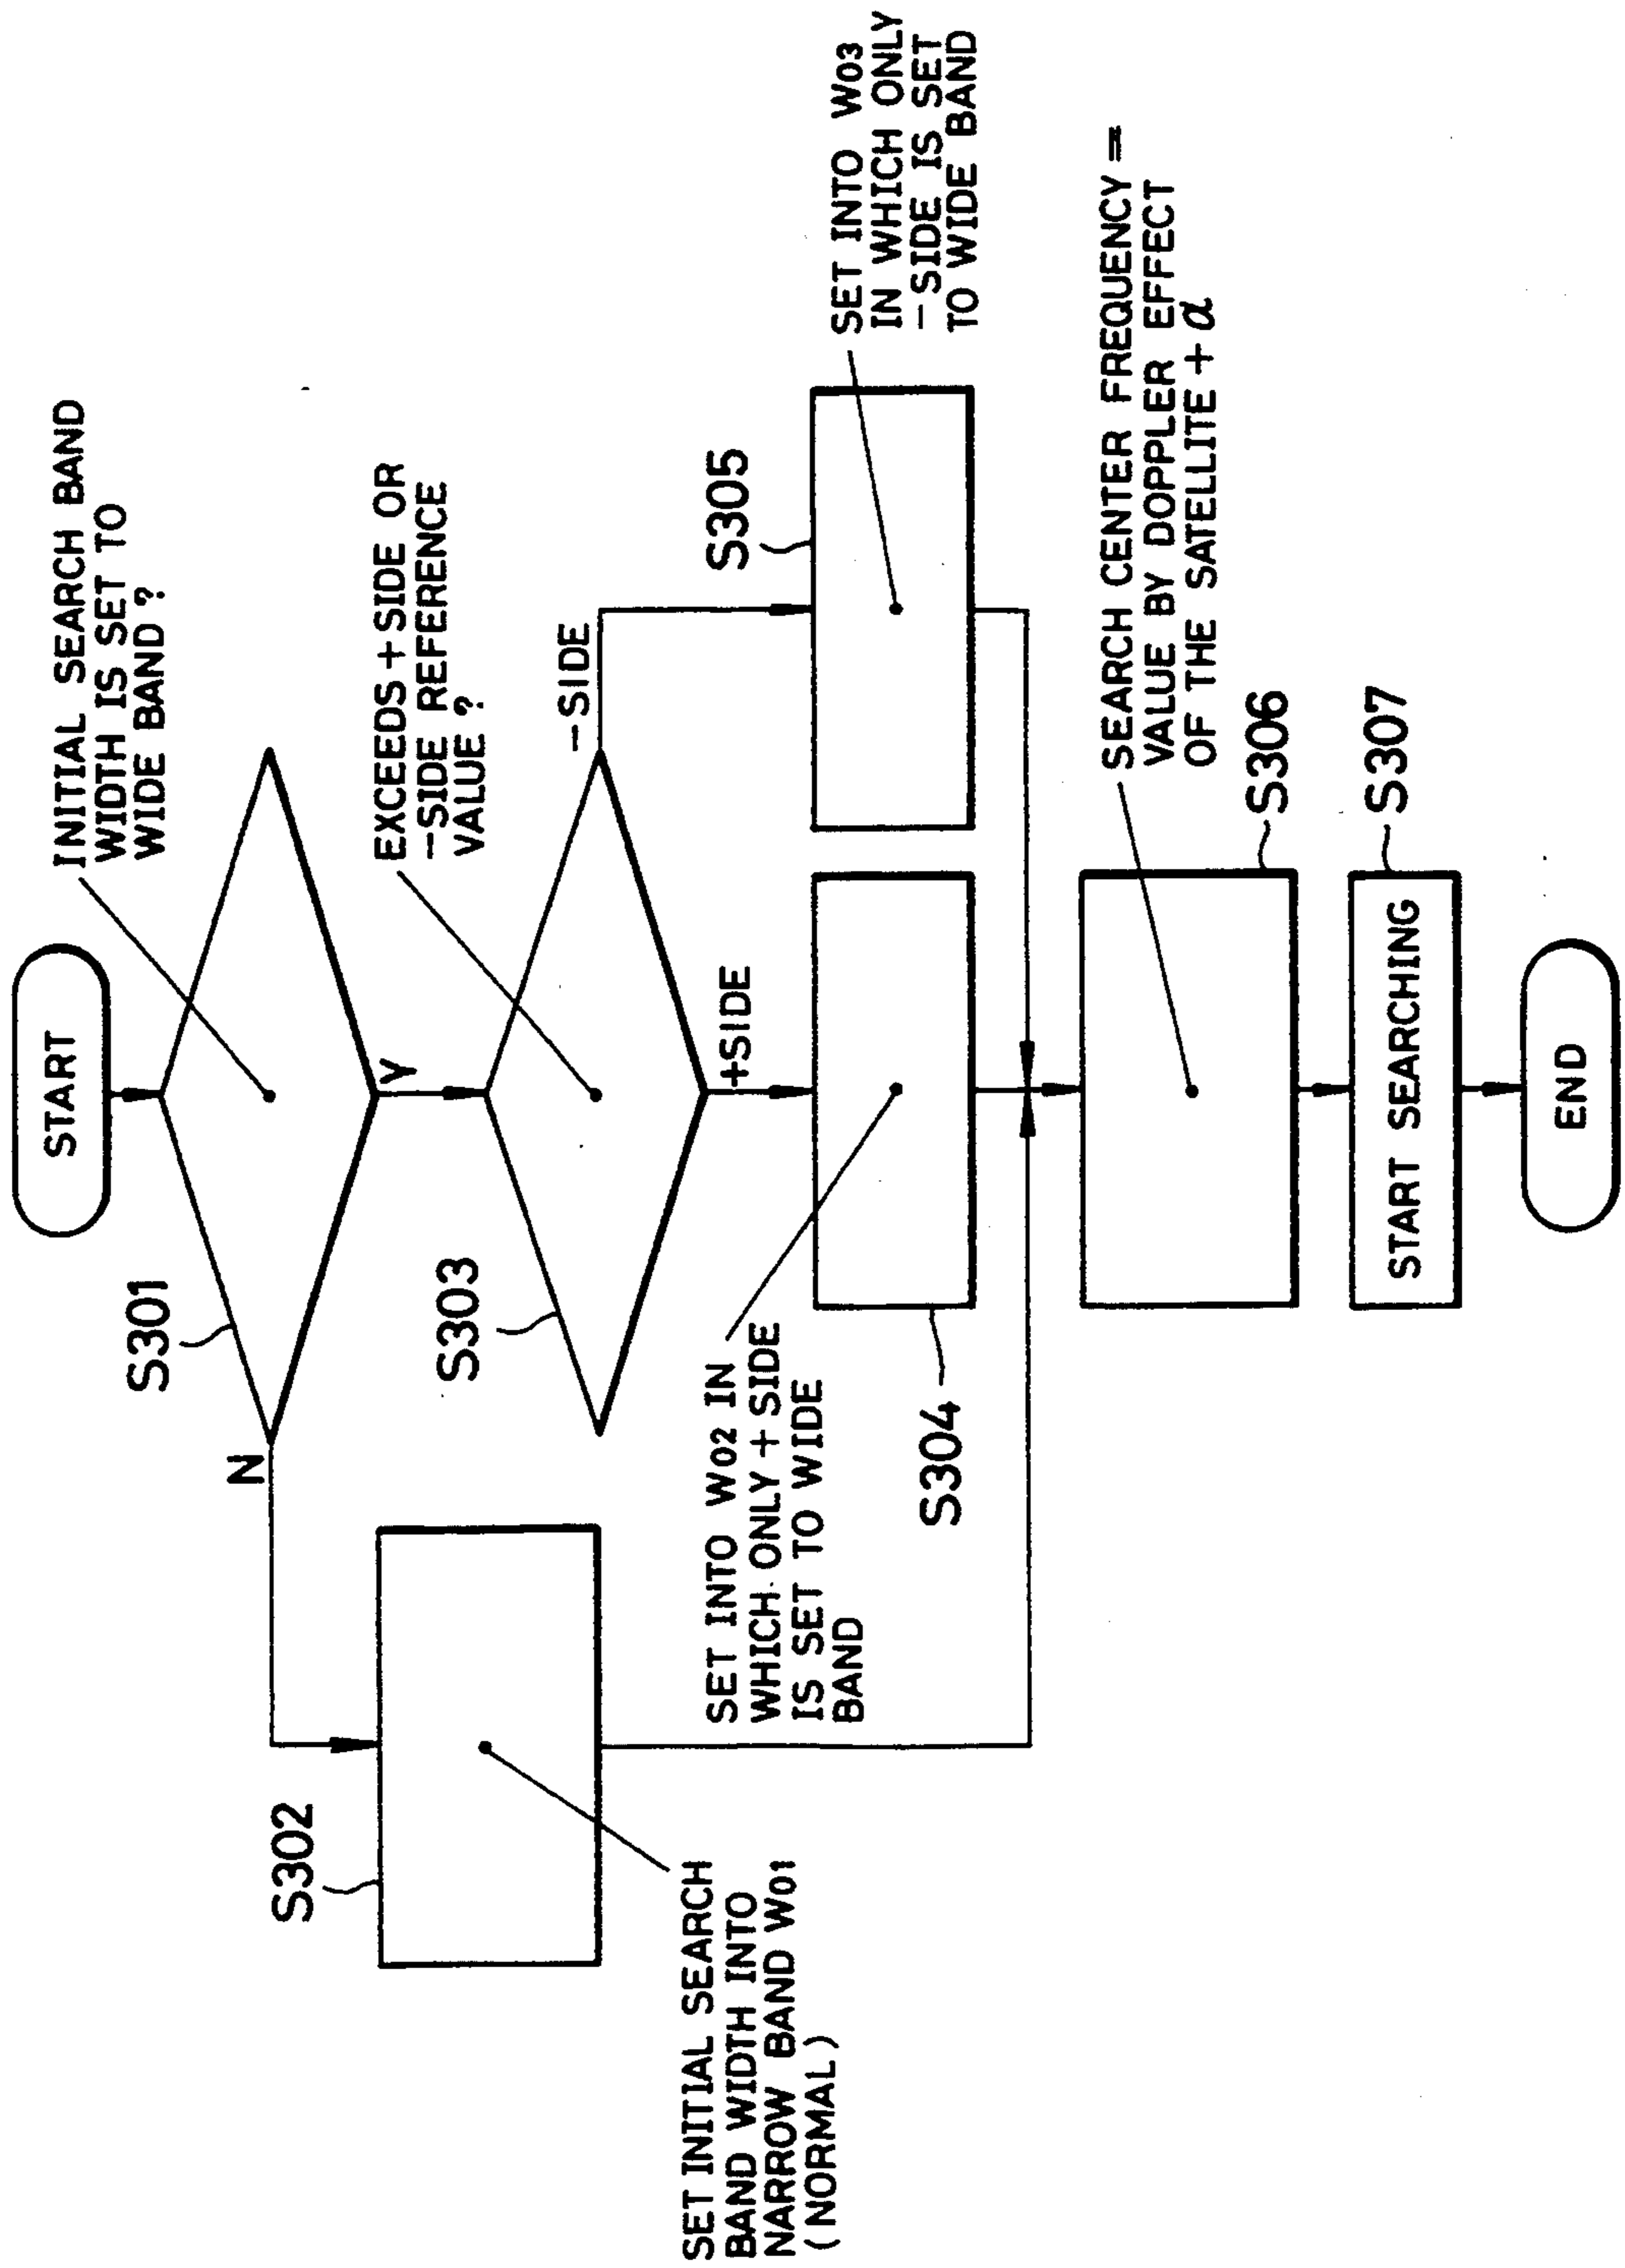 START
INITIAL SEARCH BAND
WIDTH IS SET TO
WIDE BAND ?
S301
N
Y
S302
SET INITIAL SEARCH
BAND WIDTH INTO
NARROW BAND W01
(NORMAL)
EXCEEDS + SIDE OR
- SIDE REFERENCE
VALUE ?
S303
- SIDE
+SIDE
SET INTO W02 IN
WHICH ONLY + SIDE
IS SET TO WIDE
BAND
S304
S305
SET INTO W03
IN WHICH ONLY
- SIDE IS SET
TO WIDE BAND
SEARCH CENTER FREQUENCY =
VALUE BY DOPPLER EFFECT
OF THE SATELLITE + α
S306
S307
START SEARCHING
END